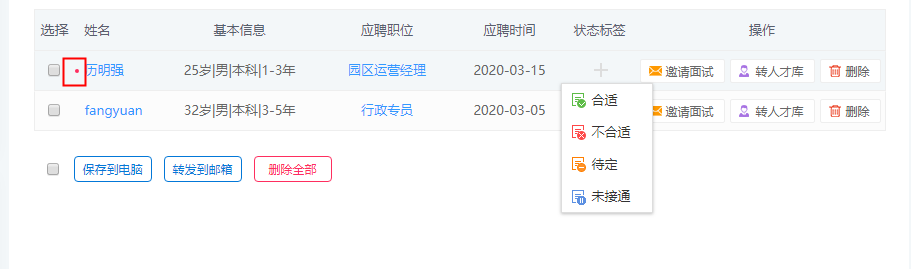 选择 姓名 基本信息 应聘职位 应聘时间 状态标签 操作
历明强 25岁|男|本科|1-3年 园区运营经理 2020-03-15 邀请面试 转人才库 删除
合适
fangyuan 32岁|男|本科|3-5年 行政专员 2020-03-05 邀请面试 转人才库 删除
不合适
待定
保存到电脑 转发到邮箱 删除全部
未接通